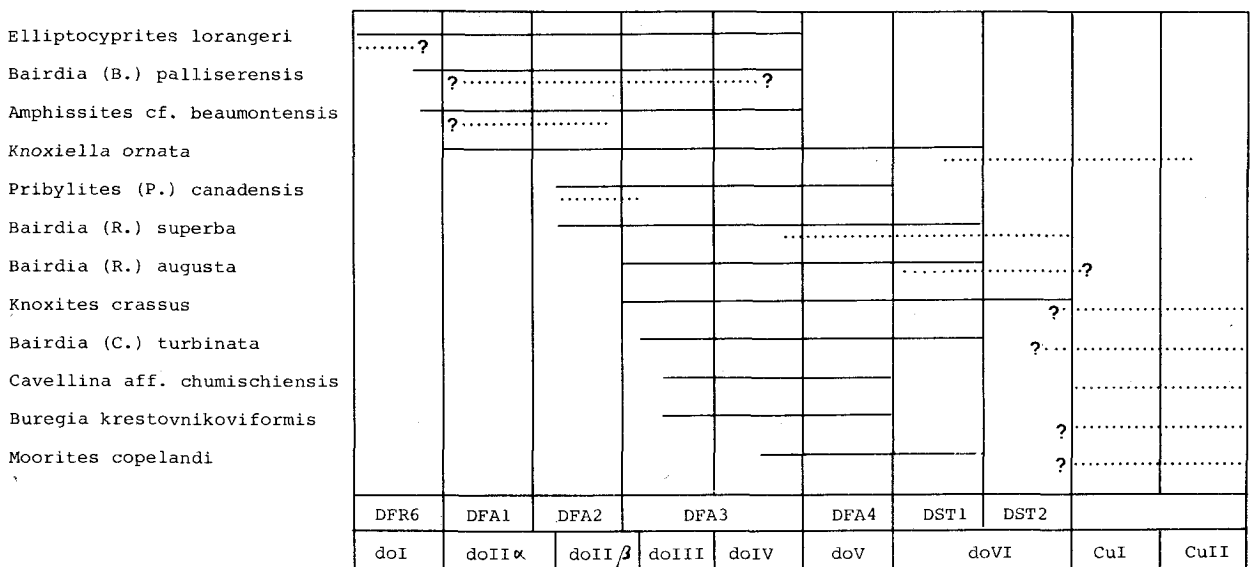 Elliptocyprites lorangeri
?
Bairdia (B.) palliserensis
? ?
Amphissites cf. beaumontensis
?
Knoxiella ornata
Pribylites (P.) canadensis
Bairdia (R.) superba
Bairdia (R.) augusta
?
Knoxites crassus
?
Bairdia (C.) turbinata
?
Cavellina aff. chumischiensis
Buregia krestovnikoviformis
?
Moorites copelandi
?
DFR6 DFA1 DFA2 DFA3 DFA4 DST1 DST2
doI doIIα doIIβ doIII doIV doV doVI CuI CuII